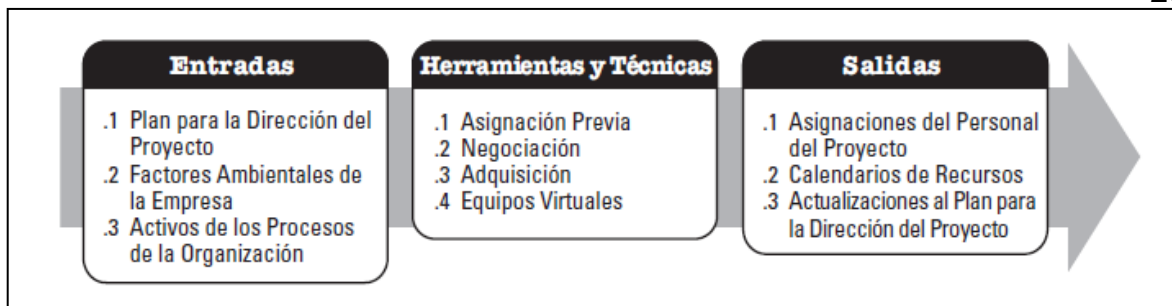 Entradas
.1 Plan para la Dirección del
Proyecto
.2 Factores Ambientales de
la Empresa
.3 Activos de los Procesos
de la Organización
Herramientas y Técnicas
.1 Asignación Previa
.2 Negociación
.3 Adquisición
.4 Equipos Virtuales
Salidas
.1 Asignaciones del Personal
del Proyecto
.2 Calendarios de Recursos
.3 Actualizaciones al Plan para
la Dirección del Proyecto